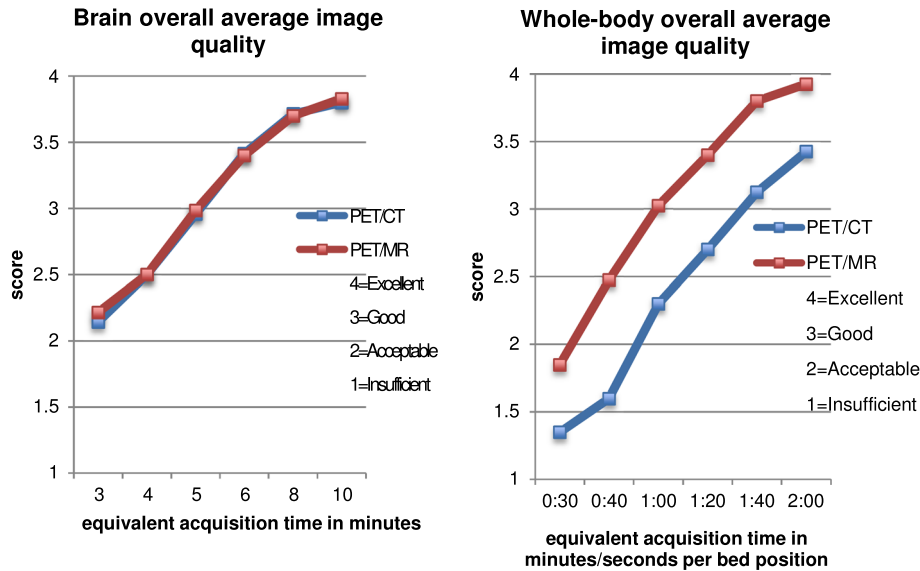 Brain overall average image
quality
4
3.5
3
2.5
2
1.5
1
score
3
4
5
6
8
10
equivalent acquisition time in minutes
PET/CT
PET/MR
4=Excellent
3=Good
2=Acceptable
1=Insufficient
Whole-body overall average
image quality
4
3.5
3
2.5
2
1.5
1
score
0:30
0:40
1:00
1:20
1:40
2:00
equivalent acquisition time in
minutes/seconds per bed position
PET/CT
PET/MR
4=Excellent
3=Good
2=Acceptable
1=Insufficient